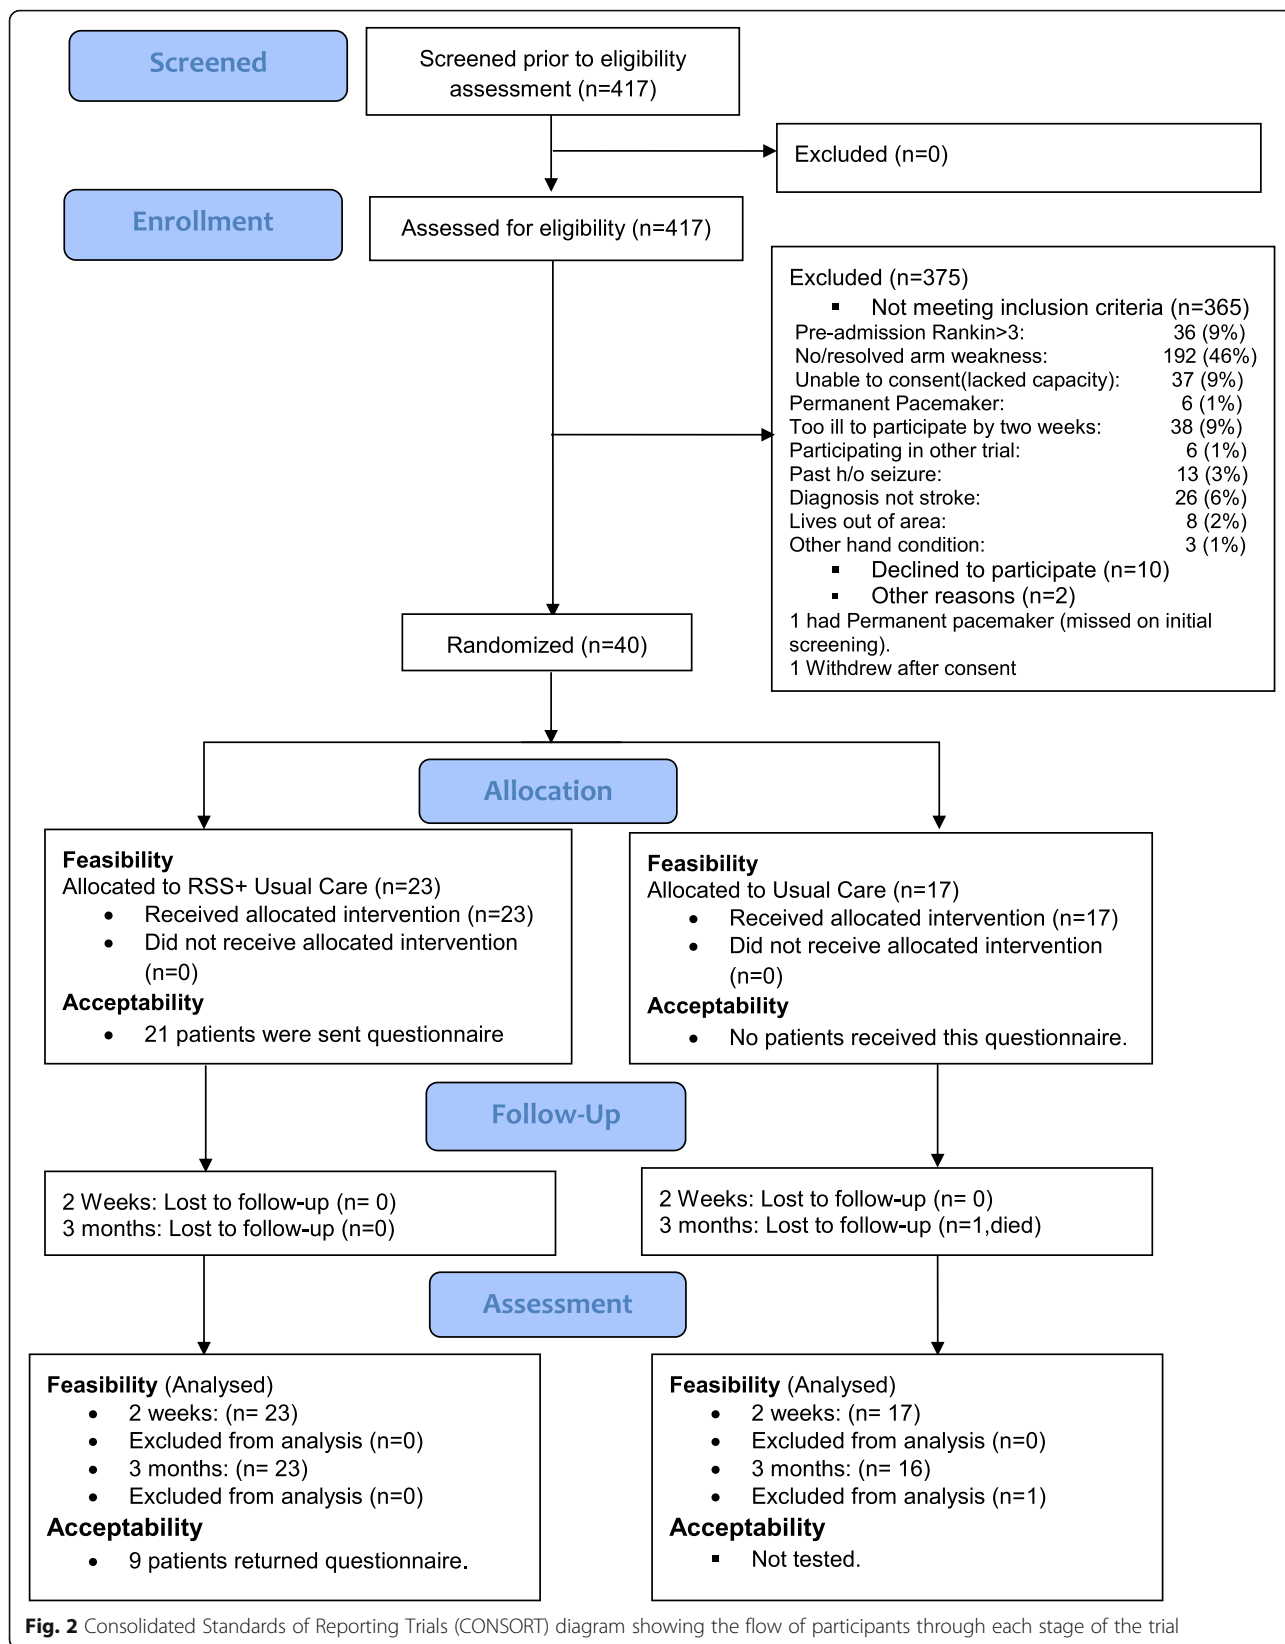 Screened
Screened prior to eligibility
assessment (n=417)
Excluded (n=0)
Enrollment
Assessed for eligibility (n=417)
Excluded (n=375)
▪ Not meeting inclusion criteria (n=365)
Pre-admission Rankin>3: 36 (9%)
No/resolved arm weakness: 192 (46%)
Unable to consent(lacked capacity): 37 (9%)
Permanent Pacemaker: 6 (1%)
Too ill to participate by two weeks: 38 (9%)
Participating in other trial: 6 (1%)
Past h/o seizure: 13 (3%)
Diagnosis not stroke: 26 (6%)
Lives out of area: 8 (2%)
Other hand condition: 3 (1%)
▪ Declined to participate (n=10)
▪ Other reasons (n=2)
1 had Permanent pacemaker (missed on initial
screening).
1 Withdrew after consent
Randomized (n=40)
Allocation
Feasibility
Allocated to RSS+ Usual Care (n=23)
• Received allocated intervention (n=23)
• Did not receive allocated intervention
(n=0)
Acceptability
• 21 patients were sent questionnaire
Feasibility
Allocated to Usual Care (n=17)
• Received allocated intervention (n=17)
• Did not receive allocated intervention
(n=0)
Acceptability
• No patients received this questionnaire.
Follow-Up
2 Weeks: Lost to follow-up (n= 0)
3 months: Lost to follow-up (n=0)
2 Weeks: Lost to follow-up (n= 0)
3 months: Lost to follow-up (n=1,died)
Assessment
Feasibility (Analysed)
• 2 weeks: (n= 23)
• Excluded from analysis (n=0)
• 3 months: (n= 23)
• Excluded from analysis (n=0)
Acceptability
• 9 patients returned questionnaire.
Feasibility (Analysed)
• 2 weeks: (n= 17)
• Excluded from analysis (n=0)
• 3 months: (n= 16)
• Excluded from analysis (n=1)
Acceptability
▪ Not tested.
Fig. 2 Consolidated Standards of Reporting Trials (CONSORT) diagram showing the flow of participants through each stage of the trial